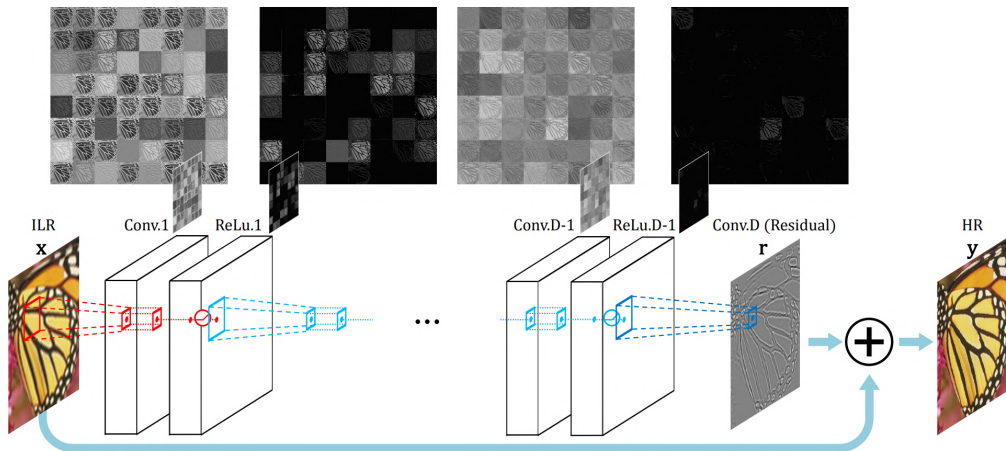 ILR
x
Conv.1
ReLu.1
...
Conv.D-1
ReLu.D-1
Conv.D (Residual)
r
HR
y